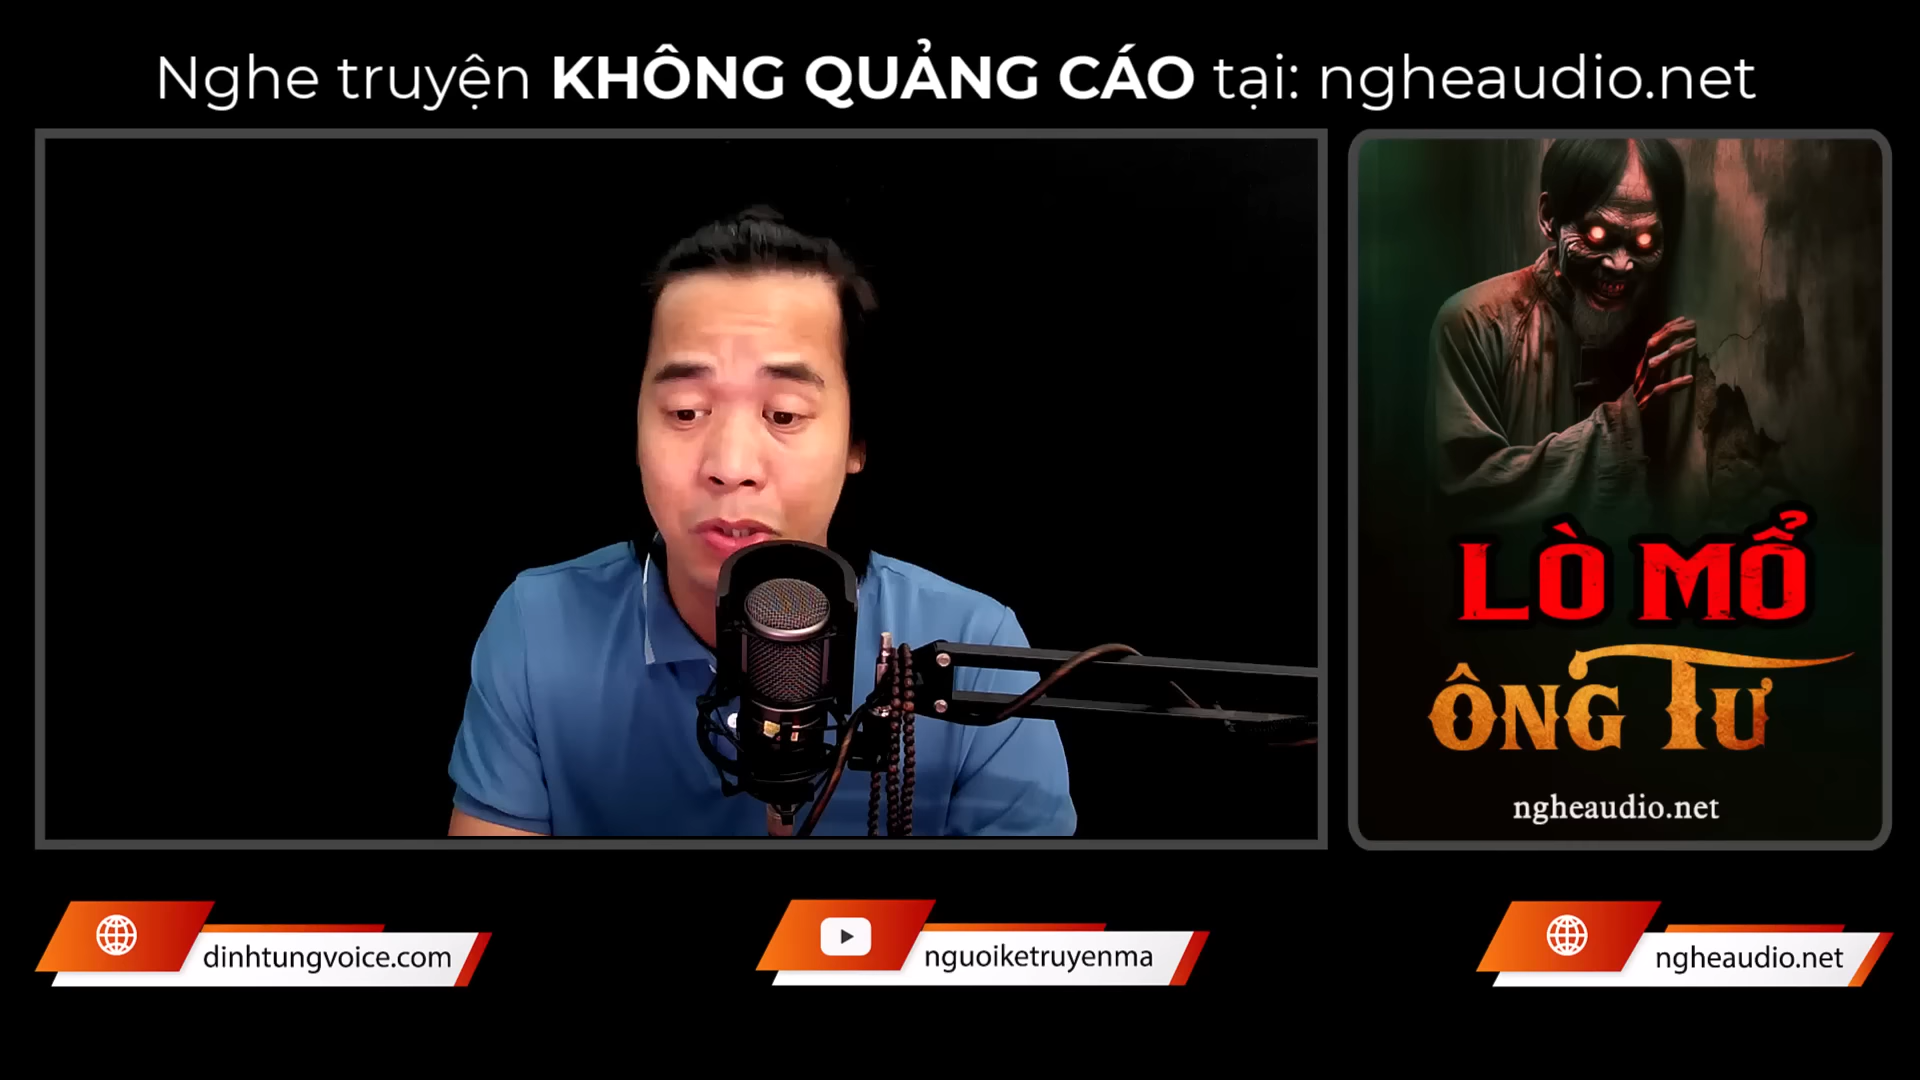 Nghe truyện KHÔNG QUẢNG CÁO tại: ngheaudio.net
LÒ MỔ
ÔNG TƯ
ngheaudio.net
dinhtungvoice.com
nguoiketruyenma
ngheaudio.net